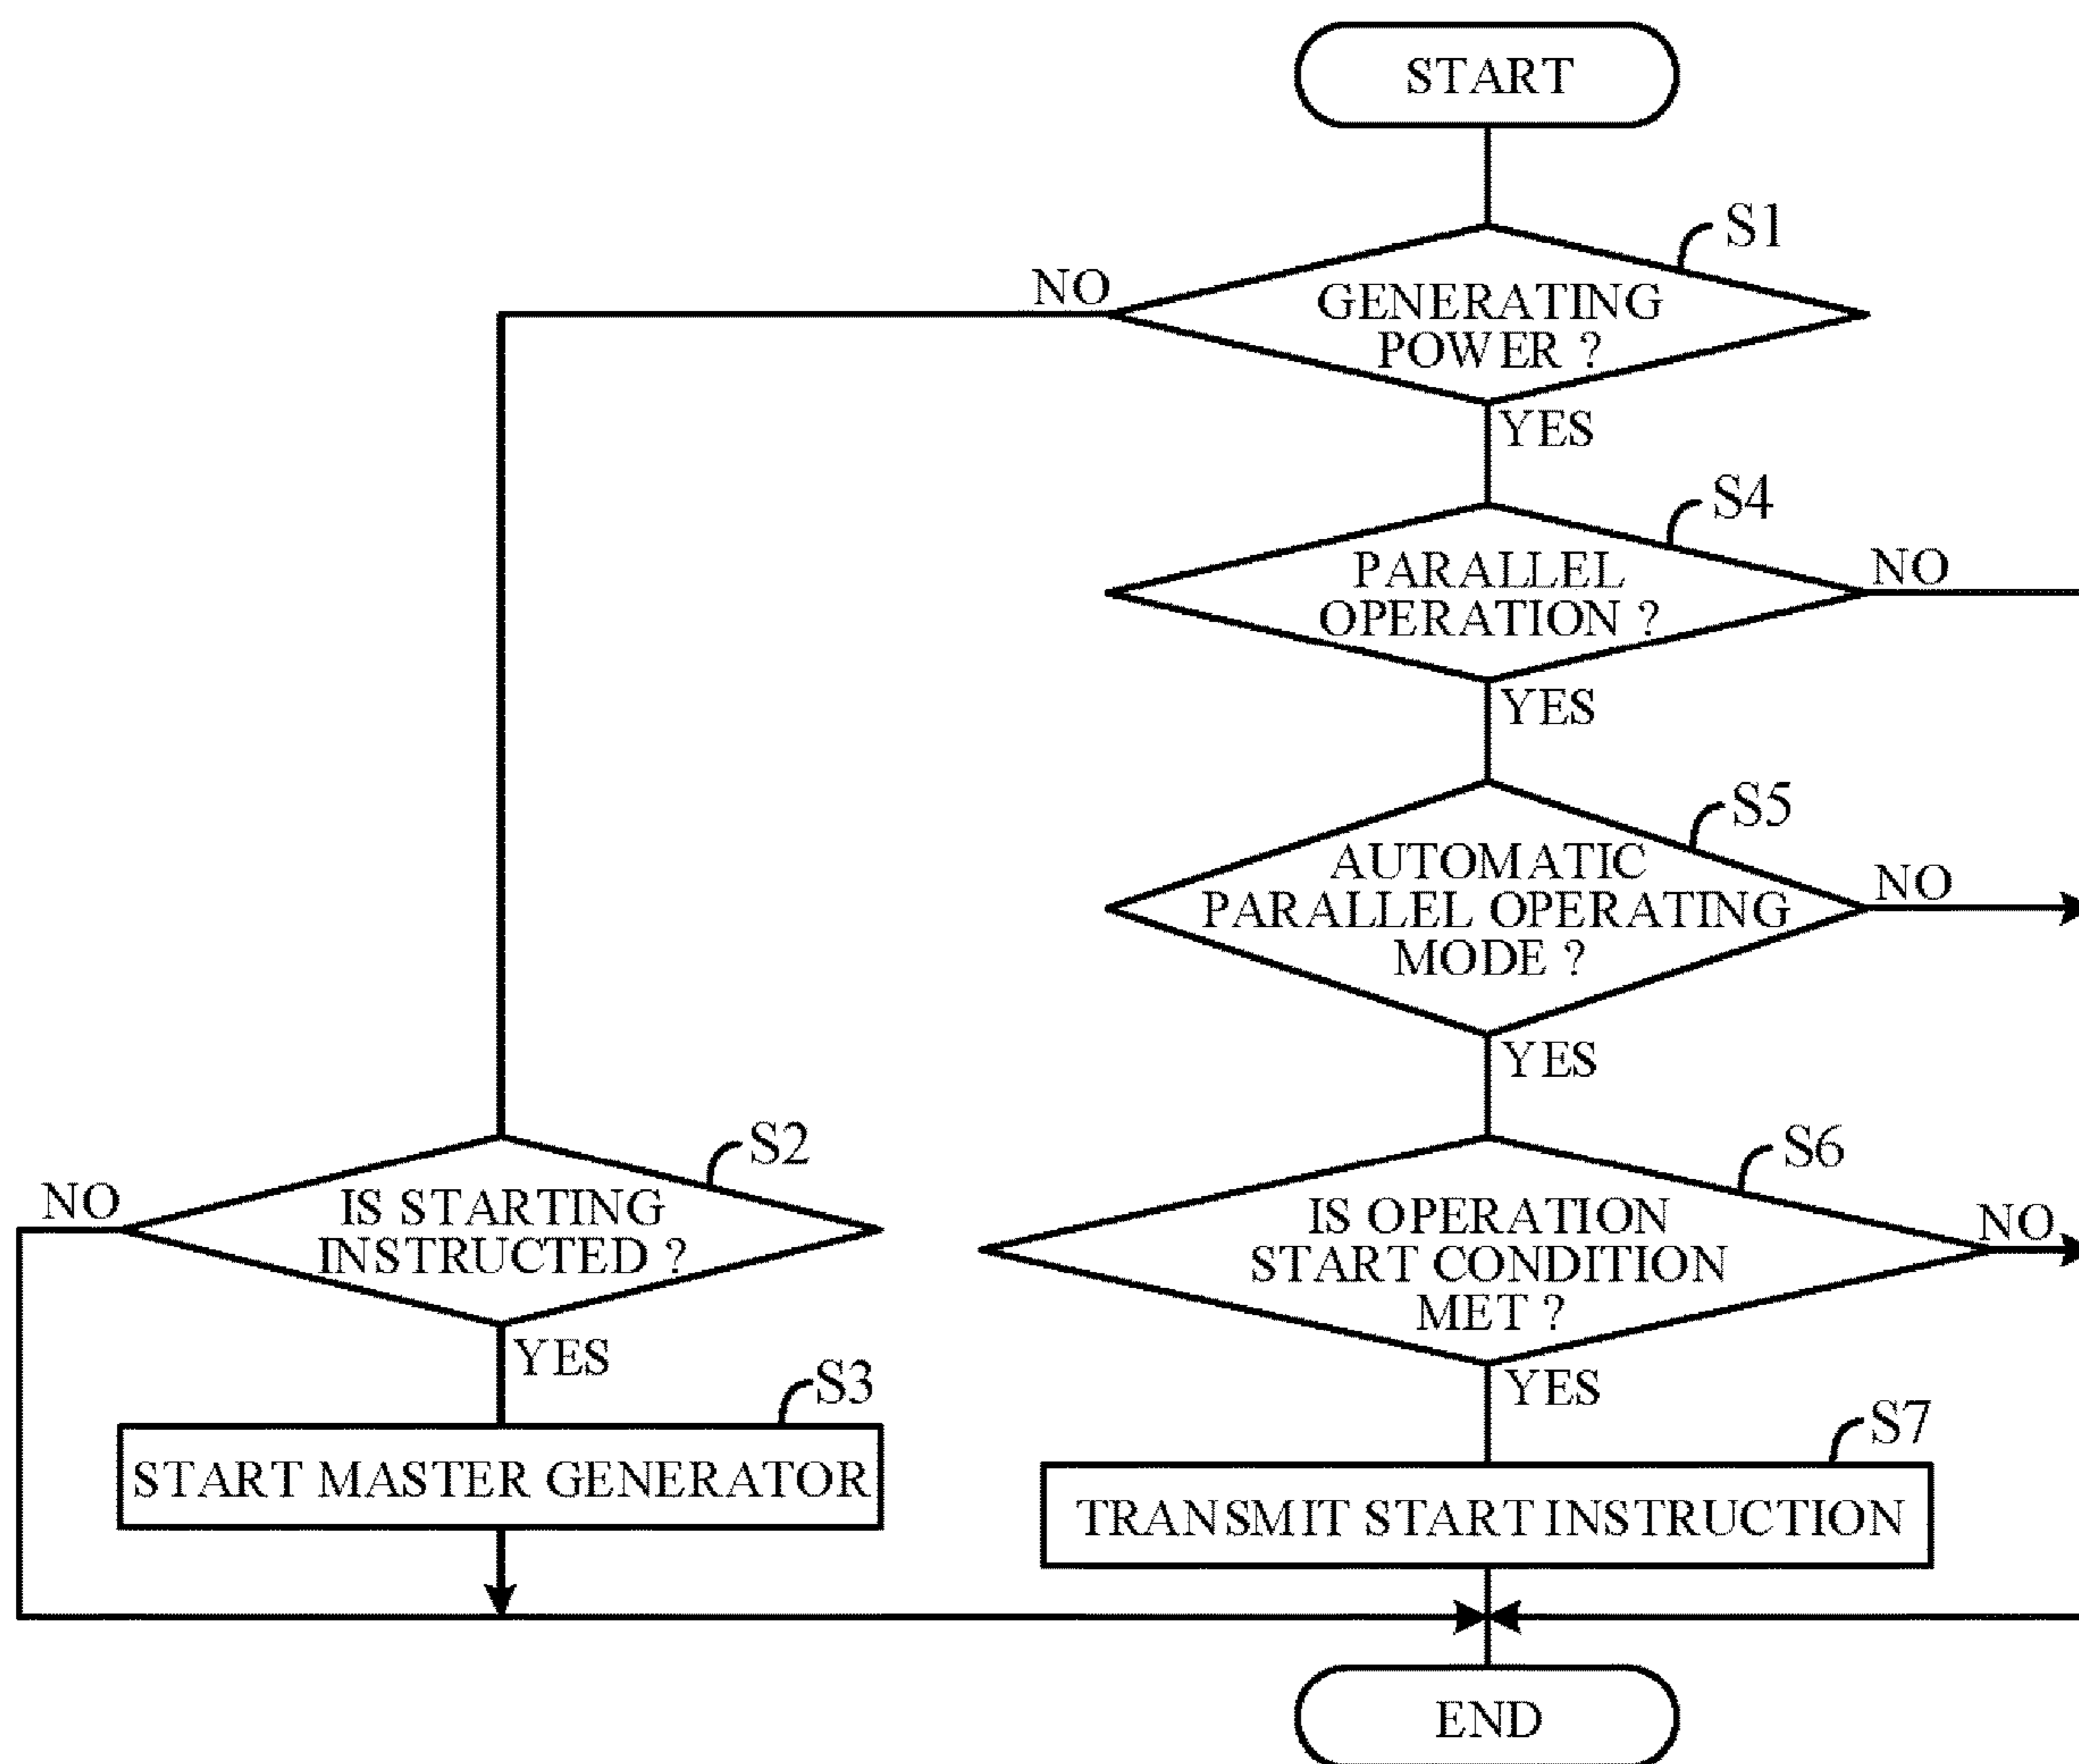 START
S1
NO
GENERATING
POWER ?
YES
S4
PARALLEL
OPERATION ?
NO
YES
S5
AUTOMATIC
PARALLEL OPERATING
MODE ?
NO
YES
S2
NO
IS STARTING
INSTRUCTED ?
YES
S6
IS OPERATION
START CONDITION
MET ?
NO
YES
S3
START MASTER GENERATOR
S7
TRANSMIT START INSTRUCTION
END